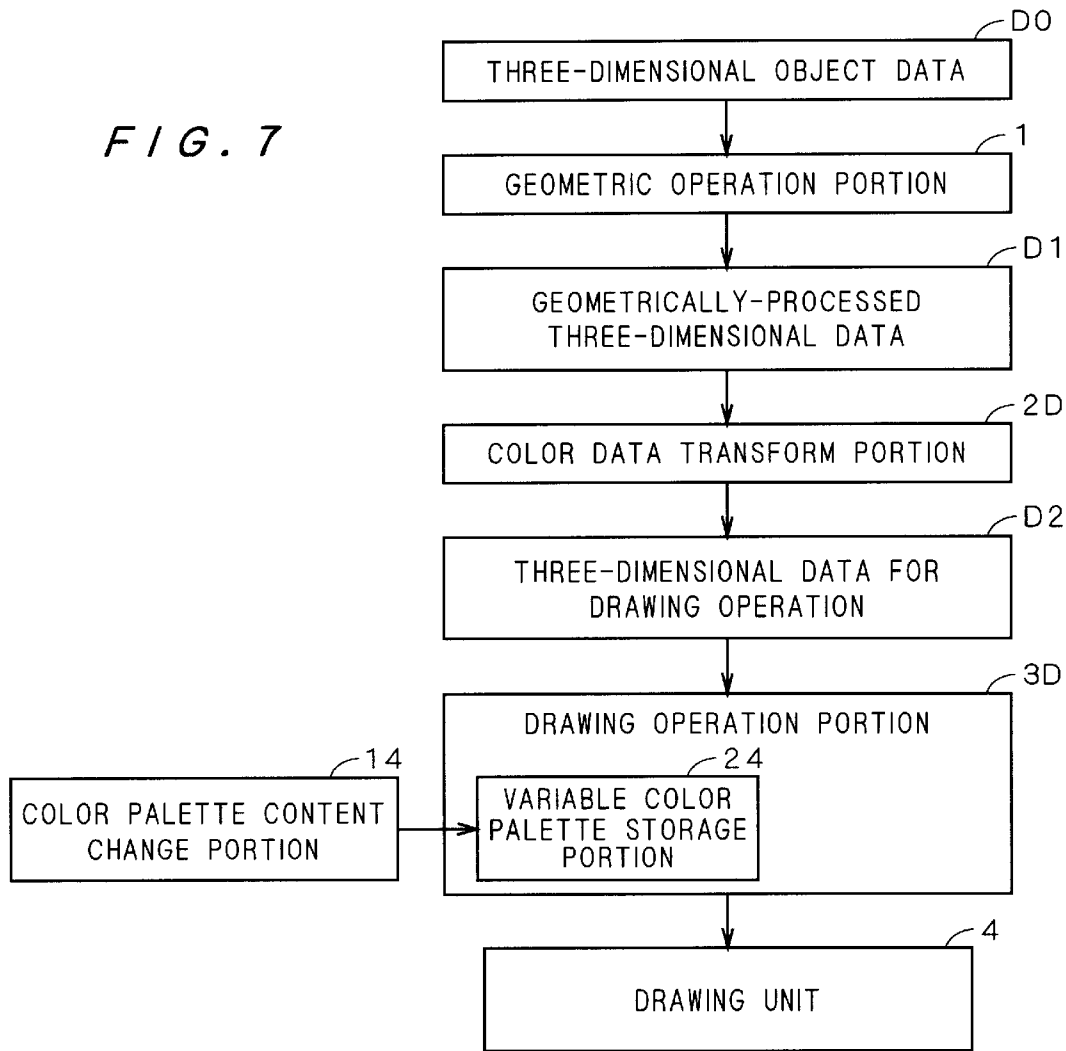 FIG. 7
D0
THREE-DIMENSIONAL OBJECT DATA
1
GEOMETRIC OPERATION PORTION
D1
GEOMETRICALLY-PROCESSED
THREE-DIMENSIONAL DATA
2D
COLOR DATA TRANSFORM PORTION
D2
THREE-DIMENSIONAL DATA FOR
DRAWING OPERATION
3D
DRAWING OPERATION PORTION
14
COLOR PALETTE CONTENT
CHANGE PORTION
24
VARIABLE COLOR
PALETTE STORAGE
PORTION
4
DRAWING UNIT